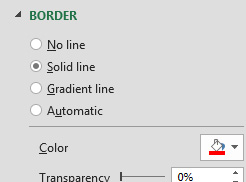 BORDER
No line
Solid line
Gradient line
Automatic
Color
Transparency 0%